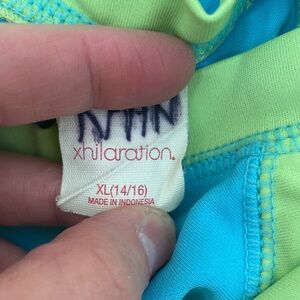 xhilaration.
XL(14/16)
MADE IN INDONESIA